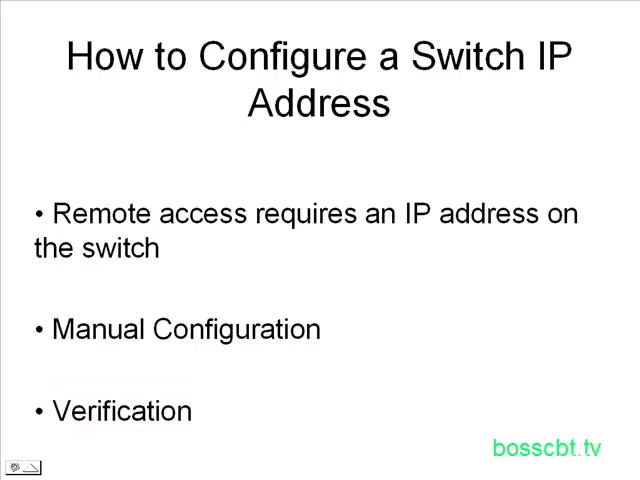 How to Configure a Switch IP
Address
• Remote access requires an IP address on
the switch
• Manual Configuration
• Verification
bosscbt.tv